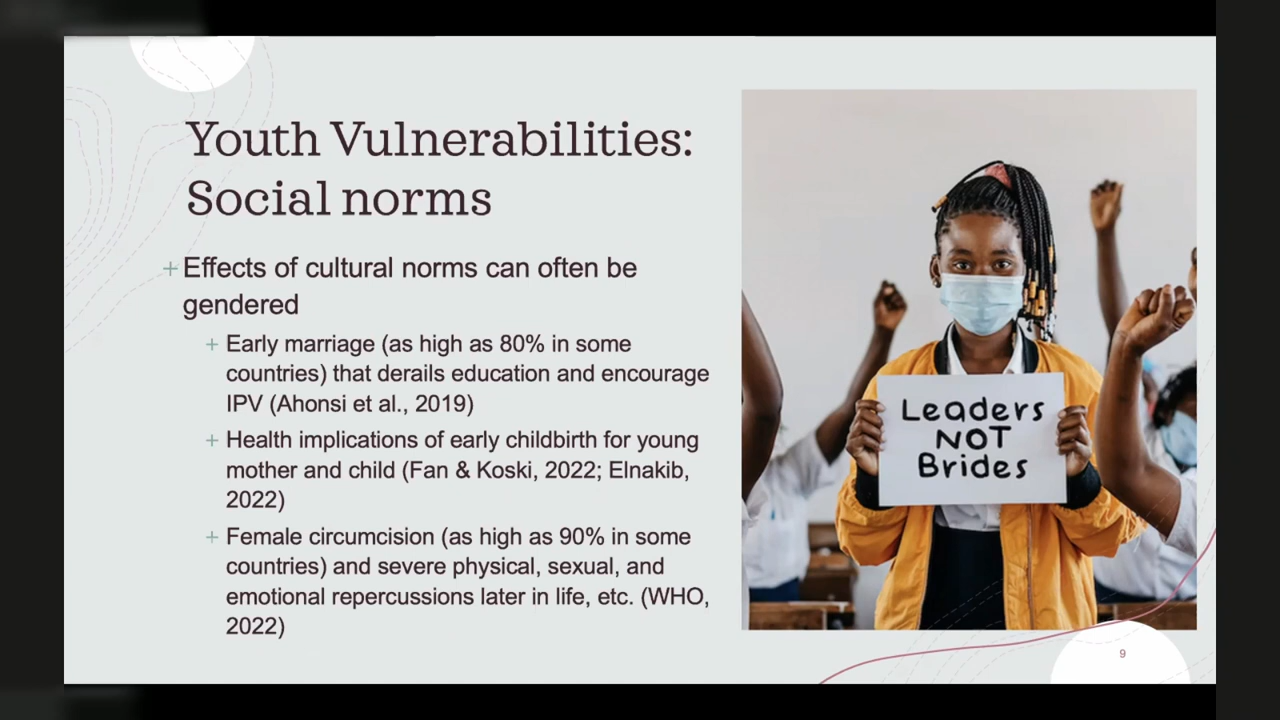 Youth Vulnerabilities:
Social norms
+ Effects of cultural norms can often be
gendered
+ Early marriage (as high as 80% in some
countries) that derails education and encourage
IPV (Ahonsi et al., 2019)
+ Health implications of early childbirth for young
mother and child (Fan & Koski, 2022; Elnakib,
2022)
+ Female circumcision (as high as 90% in some
countries) and severe physical, sexual, and
emotional repercussions later in life, etc. (WHO,
2022)
Leaders
NOT
Brides
9